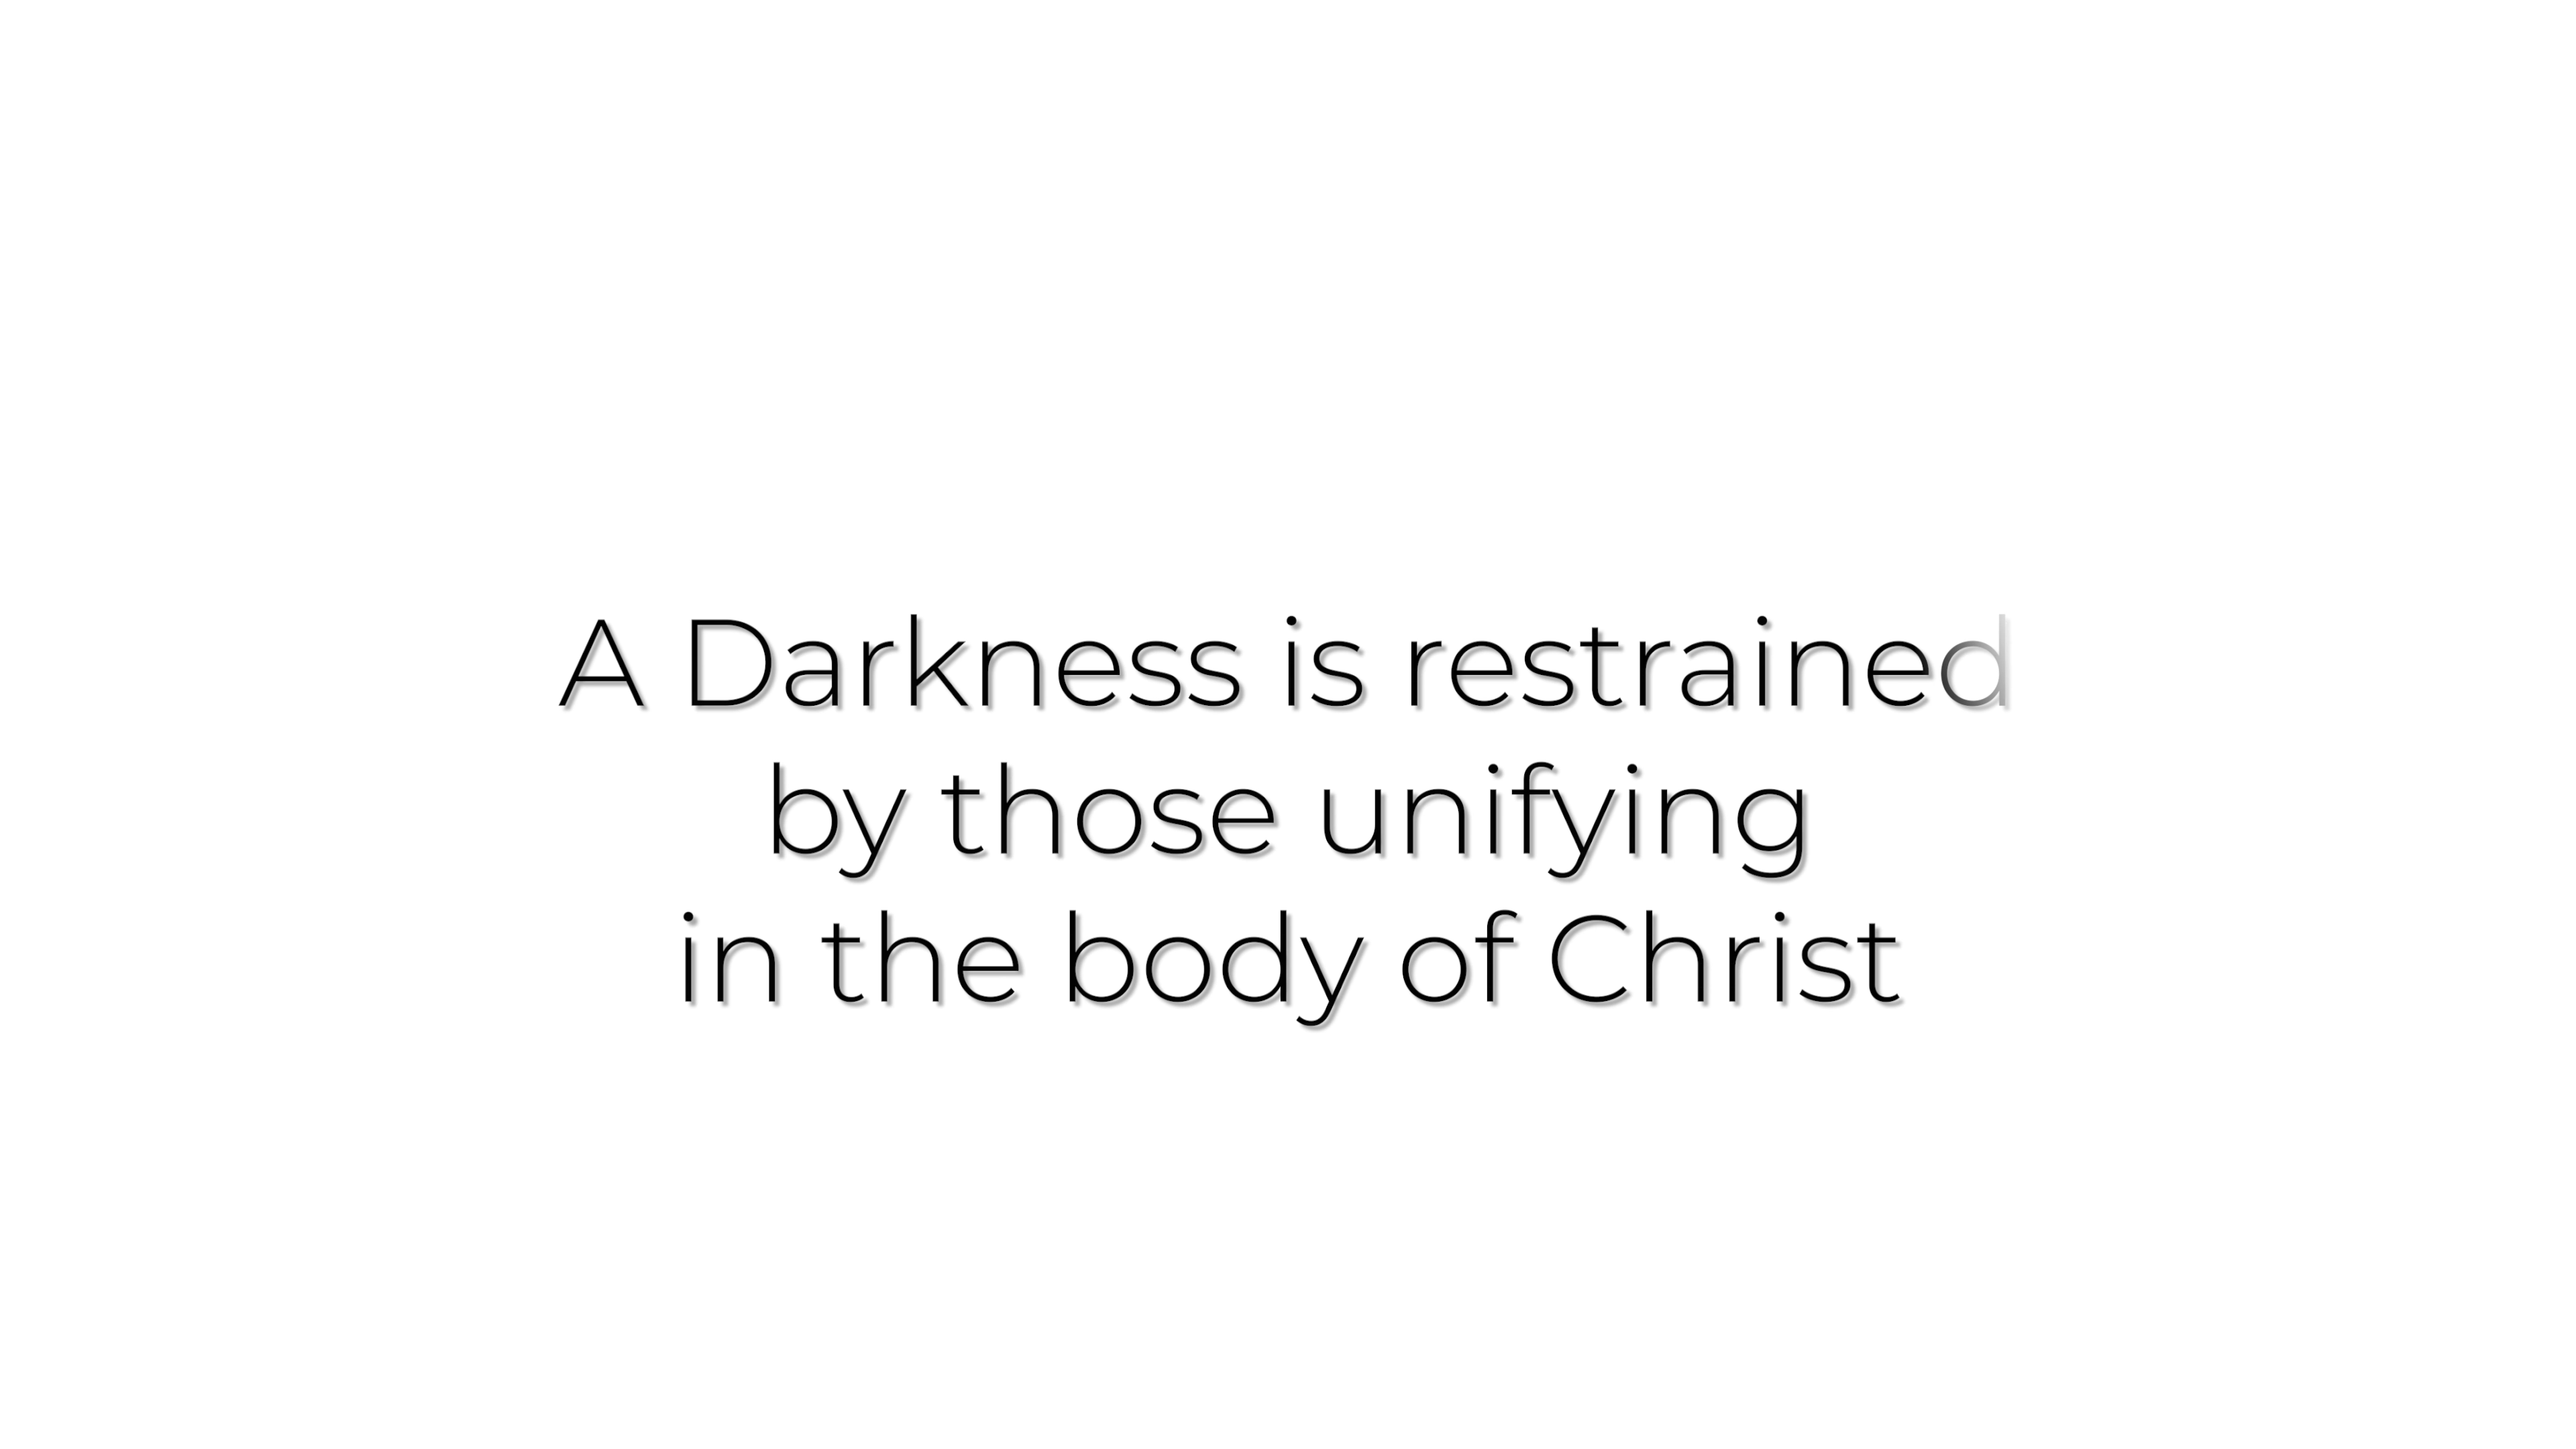 A Darkness is restrained
by those unifying
in the body of Christ